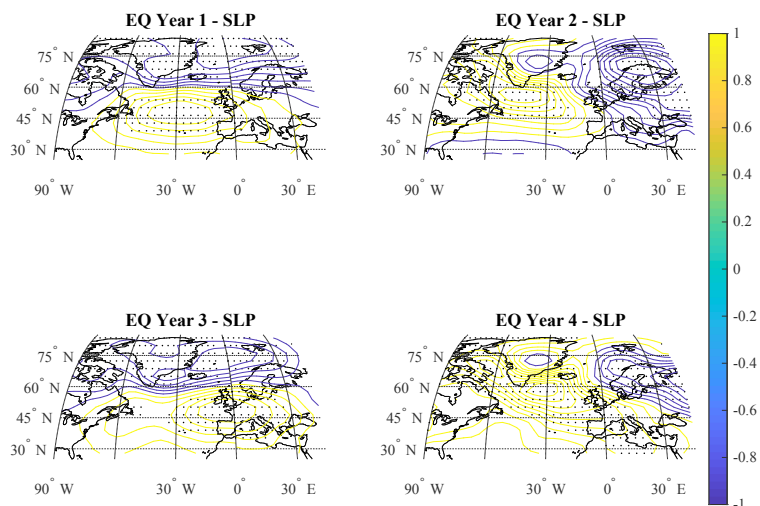 EQ Year 1 - SLP
75° N
60° N
45° N
30° N
90° W
30° W
0°
30° E
EQ Year 2 - SLP
75° N
60° N
45° N
30° N
90° W
30° W
0°
30° E
EQ Year 3 - SLP
75° N
60° N
45° N
30° N
90° W
30° W
0°
30° E
EQ Year 4 - SLP
75° N
60° N
45° N
30° N
90° W
30° W
0°
30° E
1
0.8
0.6
0.4
0.2
0
-0.2
-0.4
-0.6
-0.8
-1